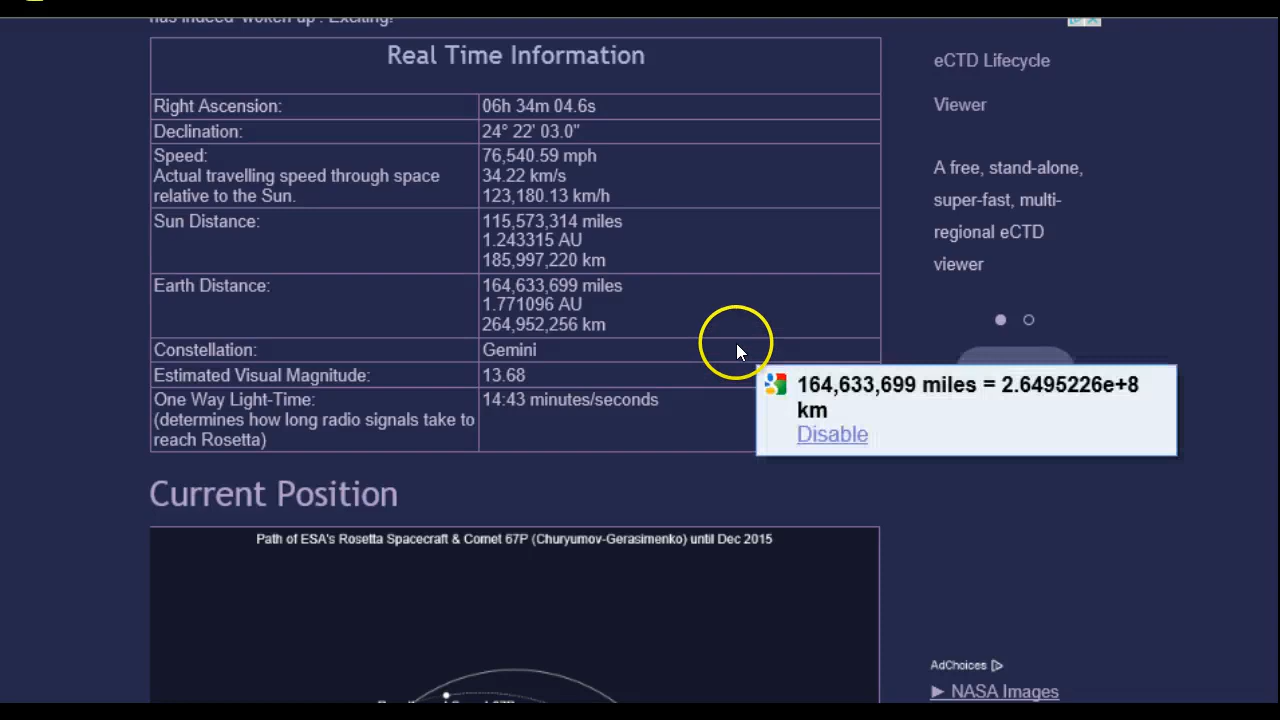 has indeed 'woken up'. Exciting!
Real Time Information
Right Ascension: 06h 34m 04.6s
Declination: 24° 22' 03.0"
Speed: 76,540.59 mph
Actual travelling speed through space 34.22 km/s
relative to the Sun. 123,180.13 km/h
Sun Distance: 115,573,314 miles
1.243315 AU
185,997,220 km
Earth Distance: 164,633,699 miles
1.771096 AU
264,952,256 km
Constellation: Gemini
Estimated Visual Magnitude: 13.68
One Way Light-Time: 14:43 minutes/seconds
(determines how long radio signals take to
reach Rosetta)
eCTD Lifecycle
Viewer
A free, stand-alone,
super-fast, multi-
regional eCTD
viewer
164,633,699 miles = 2.6495226e+8
km
Disable
Current Position
Path of ESA's Rosetta Spacecraft & Comet 67P (Churyumov-Gerasimenko) until Dec 2015
AdChoices
► NASA Images